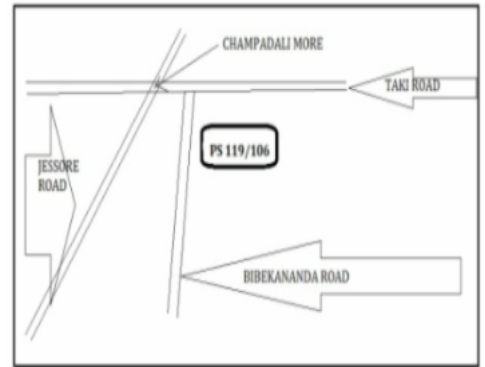 CHAMPADALI MORE
TAKI ROAD
PS 119/106
JESSORE
ROAD
BIBEKANANDA ROAD